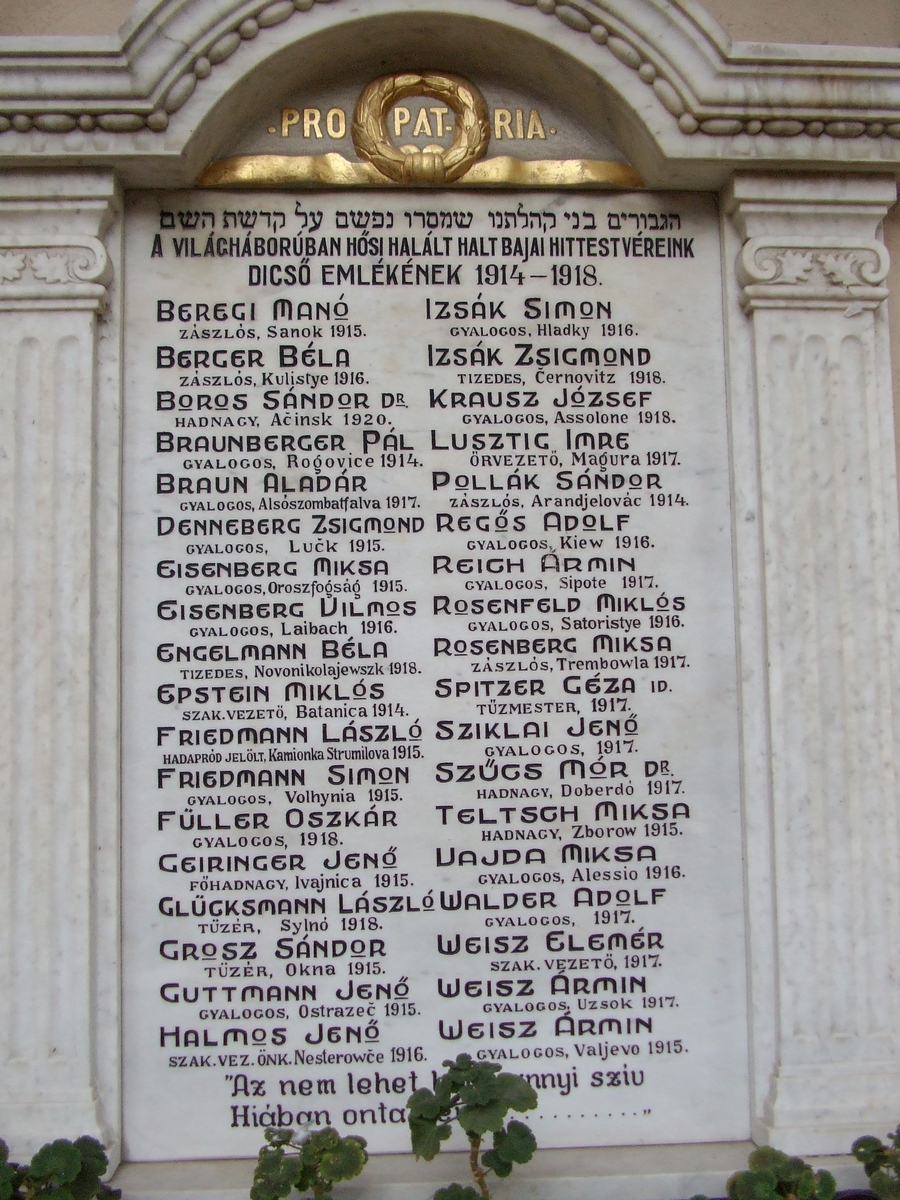 ·PRO PAT-RIA·
הגבורים בני קהלתנו שמסרו נפשם על קדשת השם
A VILÁGHÁBORÚBAN HŐSI HALÁLT HALT BAJAI HITTESTVÉREINK
DICSŐ EMLÉKÉNEK 1914–1918.
BEREGI MANÓ
ZÁSZLÓS, Sanok 1915.
BERGER BÉLA
ZÁSZLÓS, Kulistye 1916.
BOROS SÁNDOR DR.
HADNAGY, Ačinsk 1920.
BRAUNBERGER PÁL
GYALOGOS, Rogovice 1914.
BRAUN ALADÁR
GYALOGOS, Alsószombatfalva 1917.
DENNEBERG ZSIGMOND
GYALOGOS, Lučk 1915.
EISENBERG MIKSA
GYALOGOS, Oroszfogság 1915.
EISENBERG VILMOS
GYALOGOS, Laibach 1916.
ENGELMANN BÉLA
TIZEDES, Novonikolajewszk 1918.
EPSTEIN MIKLÓS
SZAK.VEZETŐ, Batanica 1914.
FRIEDMANN LÁSZLÓ
HADAPRÓD JELÖLT, Kamionka Strumilova 1915.
FRIEDMANN SIMON
GYALOGOS, Volhynia 1915.
FÜLLER OSZKÁR
GYALOGOS, 1918.
GEIRINGER JENŐ
FŐHADNAGY, Ivajnica 1915.
GLÜCKSMANN LÁSZLÓ
TÜZÉR, Sylnó 1918.
GROSZ SÁNDOR
TÜZÉR, Okna 1915.
GUTTMANN JENŐ
GYALOGOS, Ostrazeč 1915.
HALMOS JENŐ
SZAK.VEZ. ÖNK. Nesterowče 1916.
IZSÁK SIMON
GYALOGOS, Hladky 1916.
IZSÁK ZSIGMOND
TIZEDES, Černovitz 1918.
KRAUSZ JÓZSEF
GYALOGOS, Assolone 1918.
LUSZTIG IMRE
ŐRVEZETŐ, Magura 1917.
POLLÁK SÁNDOR
ZÁSZLÓS, Arandjelovác 1914.
REGŐS ADOLF
GYALOGOS, Kiew 1916.
REICH ÁRMIN
GYALOGOS, Sipote 1917.
ROSENFELD MIKLÓS
GYALOGOS, Satoristye 1916.
ROSENBERG MIKSA
ZÁSZLÓS, Trembowla 1917.
SPITZER GÉZA ID.
TŰZMESTER, 1917.
SZIKLAI JENŐ
GYALOGOS, 1917.
SZŰCS MÓR DR.
HADNAGY, Doberdó 1917.
TELTSCH MIKSA
HADNAGY, Zborow 1915.
VAJDA MIKSA
GYALOGOS, Alessio 1916.
WALDER ADOLF
GYALOGOS, 1917.
WEISZ ELEMÉR
SZAK.VEZETŐ, 1917.
WEISZ ÁRMIN
GYALOGOS, Uzsok 1917.
WEISZ ÁRMIN
GYALOGOS, Valjevo 1915.
"Az nem lehet sziv
Hiában .........."